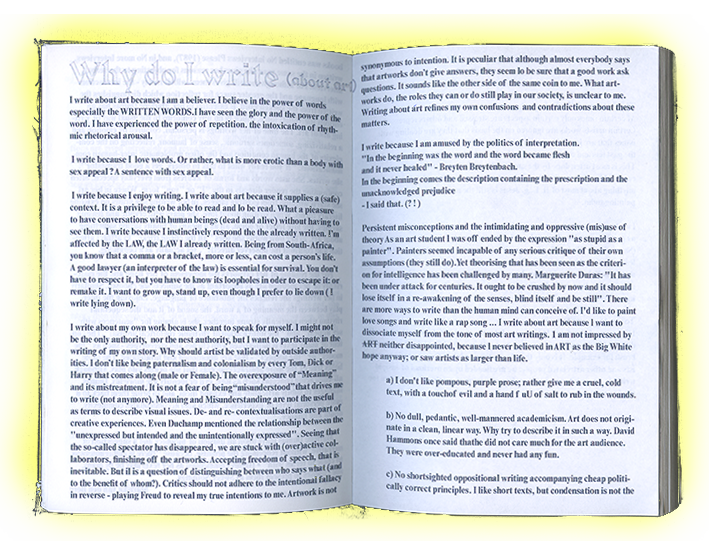 Why do I write (about art)
I write about art because I am a believer. I believe in the power of words
especially the WRITTEN WORDS.I have seen the glory and the power of the
word. I have experienced the power of repetition. the intoxication of rhyth-
mic rhetorical arousal.
I write because I love words. Or rather, what is more erotic than a body with
sex appeal ? A sentence with sex appeal.
I write because I enjoy writing. I write about art because it supplies a (safe)
context. It is a privilege to be able to read and lo be read. What a pleasure
to have conversations with human beings (dead and alive) without having to
see them. I write because I instinctively respond the the already written. I'm
affected by the LAW, the LAW I already written. Being from South-Africa,
you know that a comma or a bracket, more or less, can cost a person's life.
A good lawyer (an interpreter of the law) is essential for survival. You don't
have to respect it, but you have to know its loopholes in oder to escape it: or
remake it. I want to grow up, stand up, even though I prefer to lie down ( I
write lying down).
I write about my own work because I want to speak for myself. I might not
be the only authority, nor the nest authority, but I want to participate in the
writing of my own story. Why should artist be validated by outside author-
ities. I don't like being paternalism and colonialism by every Tom, Dick or
Harry that comes along (male or Female). The overexposure of "Meaning"
and its mistreatment. It is not a fear of being"misunderstood"that drives me
to write (not anymore). Meaning and Misunderstanding are not the useful
as terms to describe visual issues. De- and re- contextualisations are part of
creative experiences. Even Duchamp mentioned the relationship between the
"unexpressed but intended and the unintentionally expressed". Seeing that
the so-called spectator has disappeared, we are stuck with (over)active col-
laborators, finishing off the artworks. Accepting freedom of speech, that is
inevitable. But il is a question of distinguishing between who says what (and
to the benefit of whom?). Critics should not adhere to the intentional fallacy
in reverse - playing Freud to reveal my true intentions to me. Artwork is not
synonymous to intention. It is peculiar that although almost everybody says
that artworks don't give answers, they seem lo be sure that a good work ask
questions. It sounds like the other side of the same coin to me. What art-
works do, the roles they can or do still play in our society, is unclear to me.
Writing about art refines my own confusions and contradictions about these
matters.
I write because I am amused by the politics of interpretation.
"In the beginning was the word and the word became flesh
and it never healed" - Breyten Breytenbach.
In the beginning comes the description containing the prescription and the
unacknowledged prejudice
- I said that. (? ! )
Persistent misconceptions and the intimidating and oppressive (mis)use of
theory As an art student I was off ended by the expression "as stupid as a
painter". Painters seemed incapable of any serious critique of their own
assumptions (they still do).Yet theorising that has been seen as the criteri-
on for intelligence has been challenged by many. Marguerite Duras: "It has
been under attack for centuries. It ought to be crushed by now and it should
lose itself in a re-awakening of the senses, blind itself and be still". There
are more ways to write than the human mind can conceive of. I'd like to paint
love songs and write like a rap song ... I write about art because I want to
dissociate myself from the tone of most art writings. I am not impressed by
ART neither disappointed, because I never believed inART as the Big White
hope anyway; or saw artists as larger than life.
a) I don't like pompous, purple prose; rather give me a cruel, cold
text, with a touchof evil and a hand f uU of salt to rub in the wounds.
b) No dull, pedantic, well-mannered academicism. Art does not origi-
nate in a clean, linear way. Why try to describe it in such a way. David
Hammons once said thathe did not care much for the art audience.
They were over-educated and never had any fun.
c) No shortsighted oppositional writing accompanying cheap politi-
cally correct principles. I like short texts, but condensation is not the